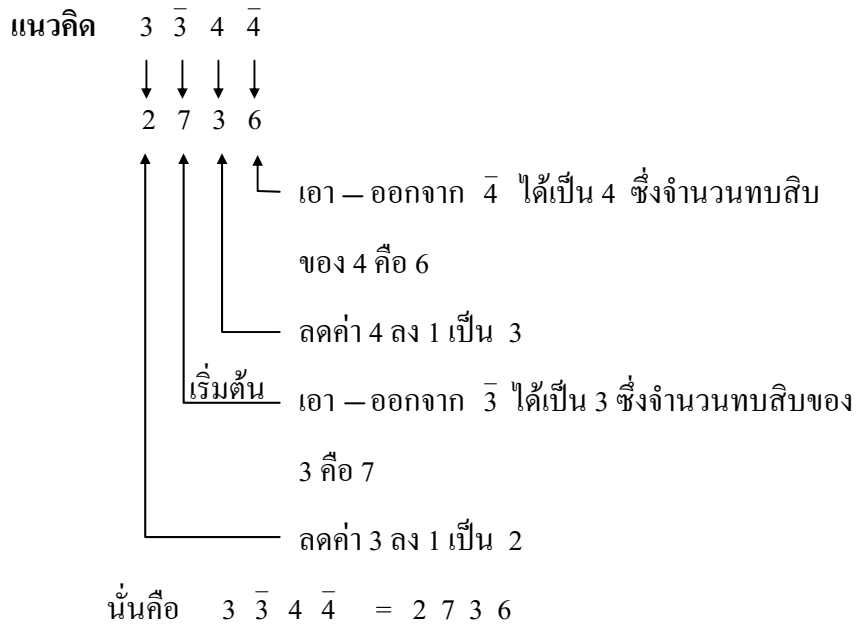 แนวคิด 3 3̅ 4 4̅
2 7 3 6
เอา – ออกจาก 4̅ ได้เป็น 4 ซึ่งจำนวนทบสิบ
ของ 4 คือ 6
ลดค่า 4 ลง 1 เป็น 3
เริ่มต้น เอา – ออกจาก 3̅ ได้เป็น 3 ซึ่งจำนวนทบสิบของ
3 คือ 7
ลดค่า 3 ลง 1 เป็น 2
นั่นคือ 3 3̅ 4 4̅ = 2 7 3 6